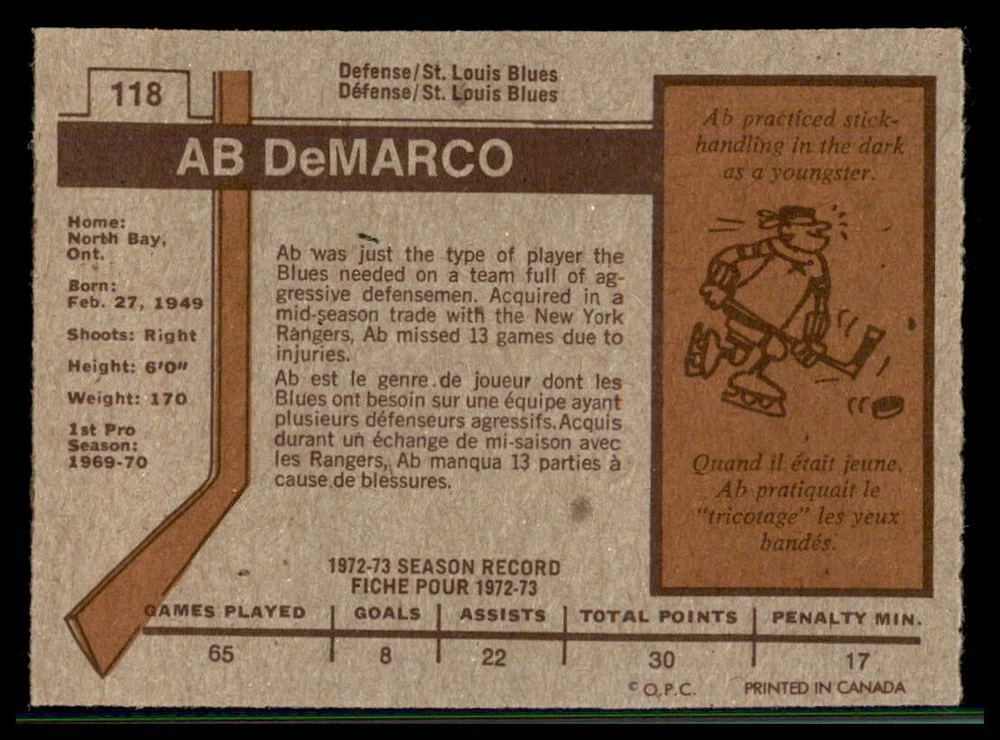 118
Defense/St. Louis Blues
Défense/St. Louis Blues
AB DeMARCO
Home:
North Bay,
Ont.
Born:
Feb. 27, 1949
Shoots: Right
Height: 6'0"
Weight: 170
1st Pro
Season:
1969-70
Ab was just the type of player the
Blues needed on a team full of ag-
gressive defensemen. Acquired in a
mid-season trade with the New York
Rangers, Ab missed 13 games due to
injuries.
Ab est le genre de joueur dont les
Blues ont besoin sur une équipe ayant
plusieurs défenseurs agressifs. Acquis
durant un échange de mi-saison avec
les Rangers, Ab manqua 13 parties à
cause de blessures.
Ab practiced stick-
handling in the dark
as a youngster.
Quand il était jeune,
Ab pratiquait le
"tricotage" les yeux
bandés.
1972-73 SEASON RECORD
FICHE POUR 1972-73
GAMES PLAYED GOALS ASSISTS TOTAL POINTS PENALTY MIN.
65 8 22 30 17
© O.P.C. PRINTED IN CANADA